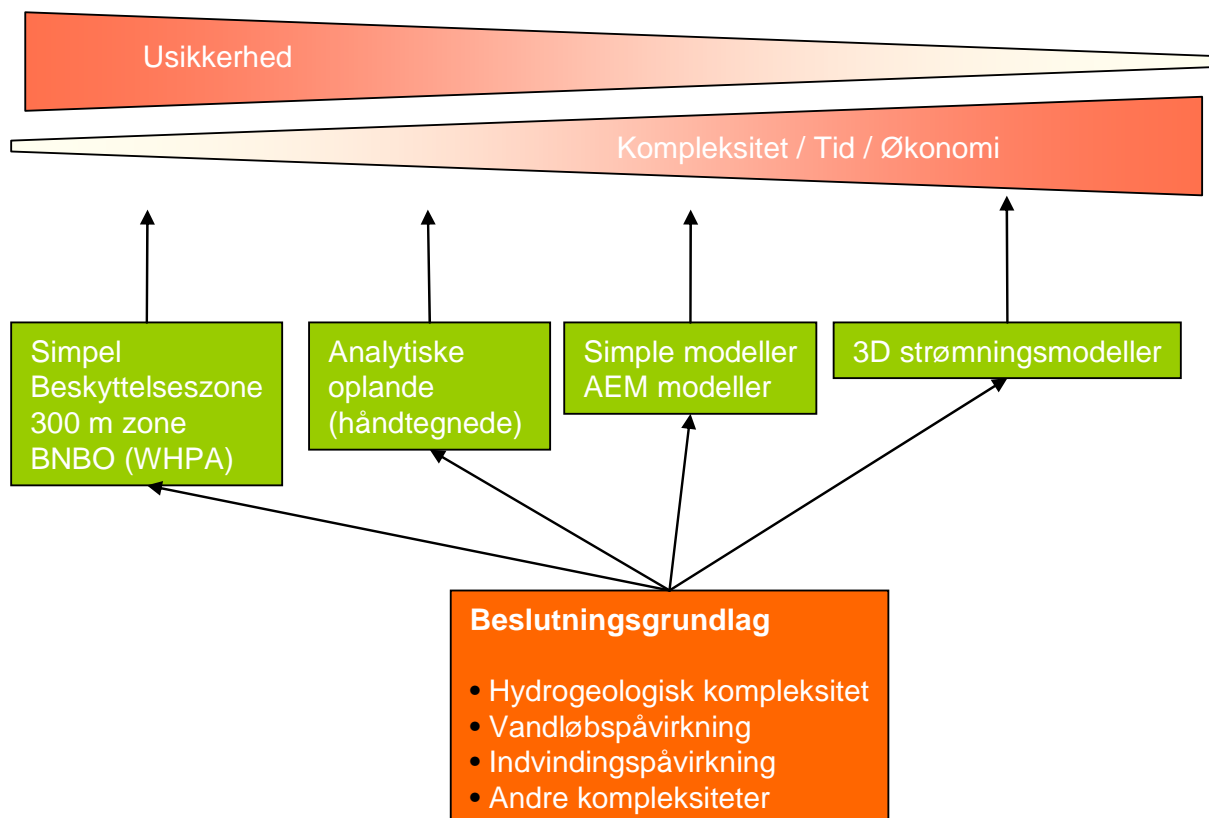 Usikkerhed
Kompleksitet / Tid / Økonomi
Simpel
Beskyttelseszone
300 m zone
BNBO (WHPA)
Analytiske
oplande
(håndtegnede)
Simple modeller
AEM modeller
3D strømningsmodeller
Beslutningsgrundlag
• Hydrogeologisk kompleksitet
• Vandløbspåvirkning
• Indvindingspåvirkning
• Andre kompleksiteter